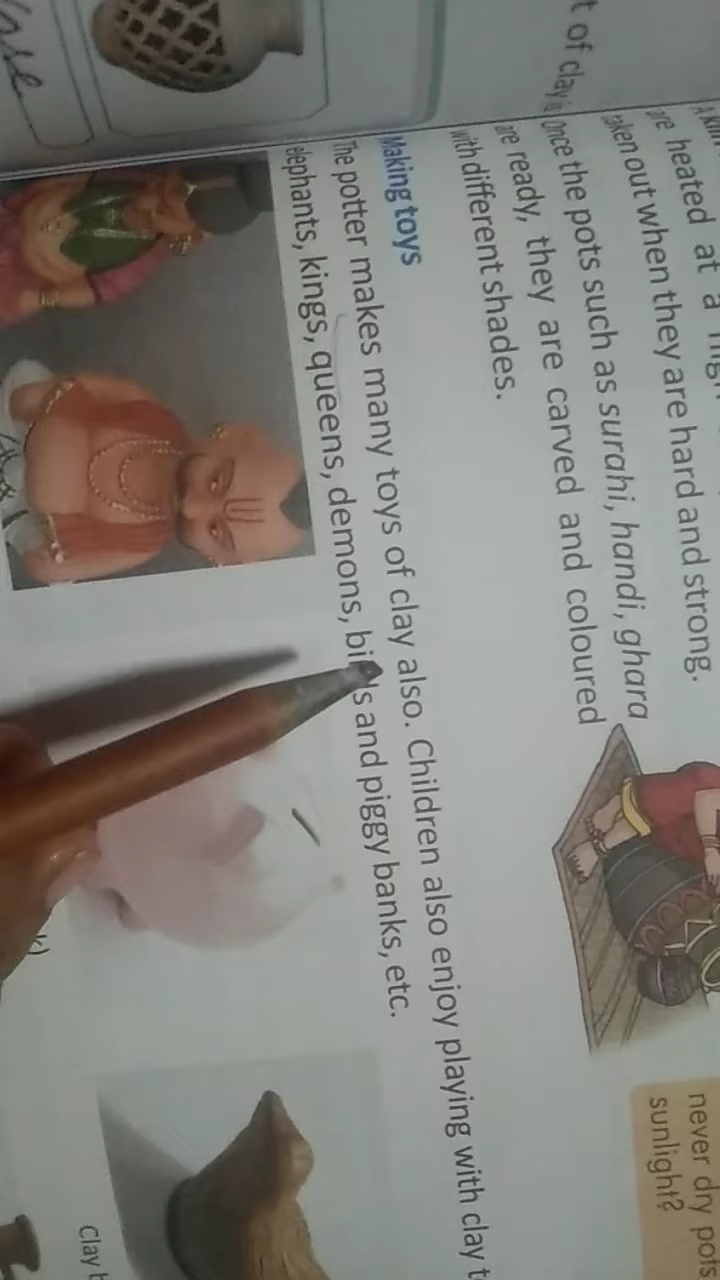 are heated at a
taken out when they are hard and strong.
Once the pots such as surahi, handi, ghara
are ready, they are carved and coloured
with different shades.
Making toys
The potter makes many toys of clay also. Children also enjoy playing with clay
elephants, kings, queens, demons, birds and piggy banks, etc.
never dry pots
sunlight?
t of clay
Clay